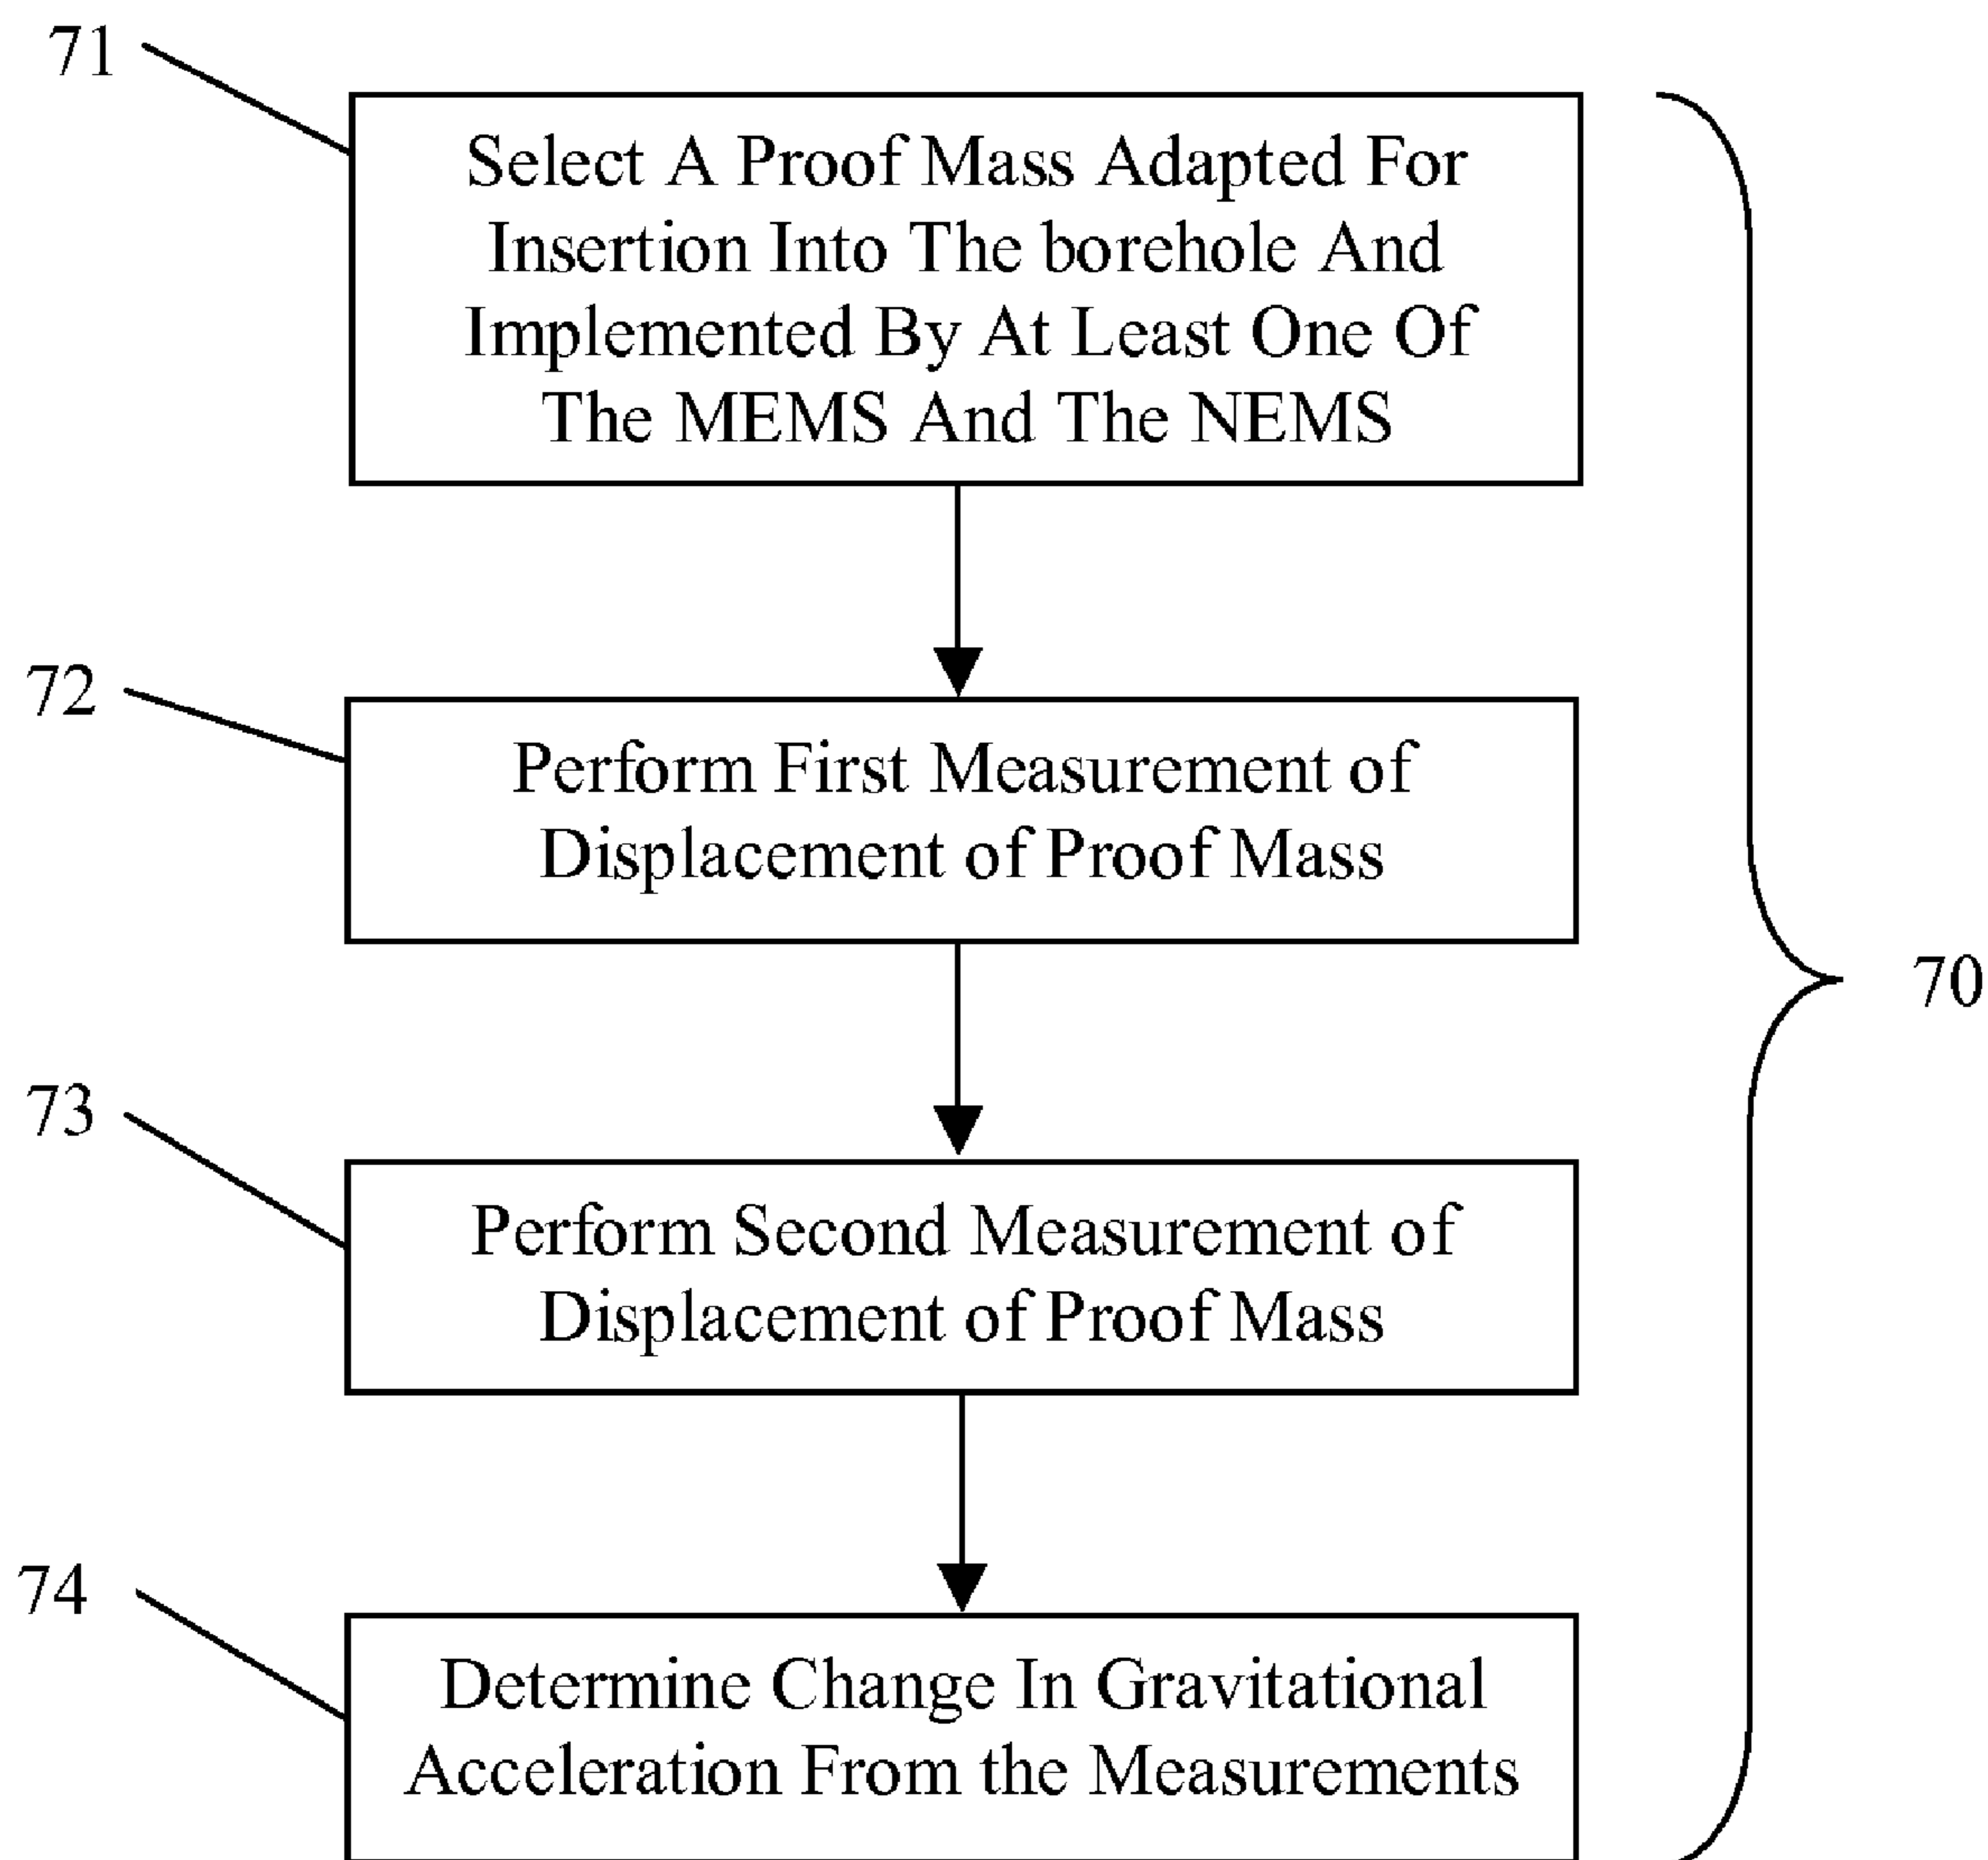 71
Select A Proof Mass Adapted For
Insertion Into The borehole And
Implemented By At Least One Of
The MEMS And The NEMS
72
Perform First Measurement of
Displacement of Proof Mass
70
73
Perform Second Measurement of
Displacement of Proof Mass
74
Determine Change In Gravitational
Acceleration From the Measurements